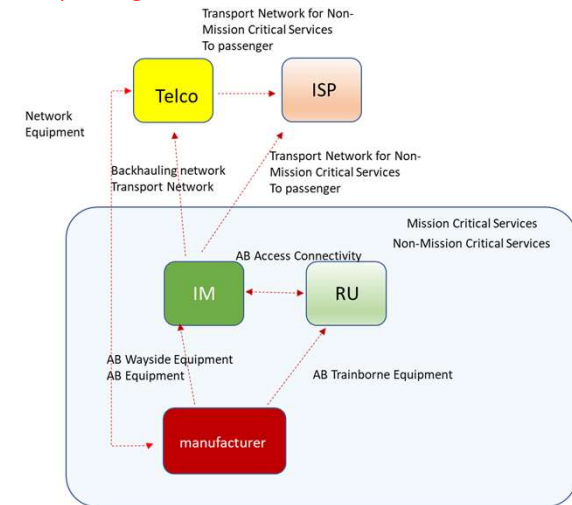 Transport Network for Non-
Mission Critical Services
To passenger
Telco
ISP
Network
Equipment
Backhauling network
Transport Network
Transport Network for Non-
Mission Critical Services
To passenger
Mission Critical Services
Non-Mission Critical Services
AB Access Connectivity
IM
RU
AB Wayside Equipment
AB Equipment
AB Trainborne Equipment
manufacturer